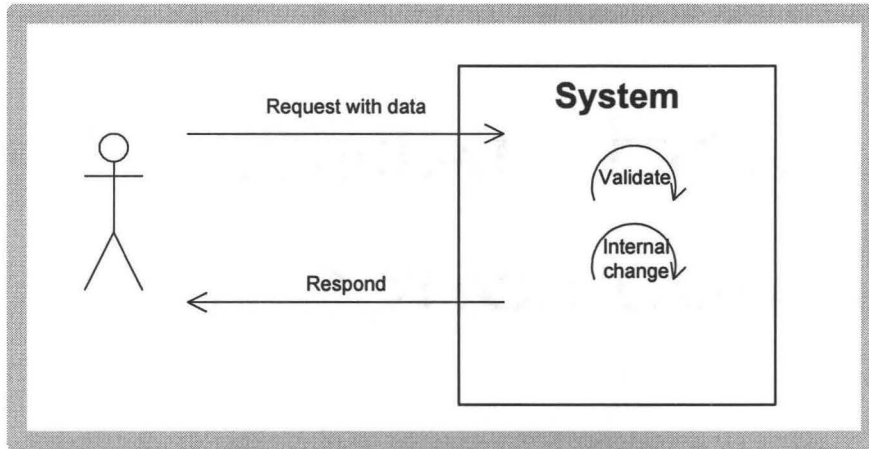 System
Request with data
Validate
Internal
change
Respond